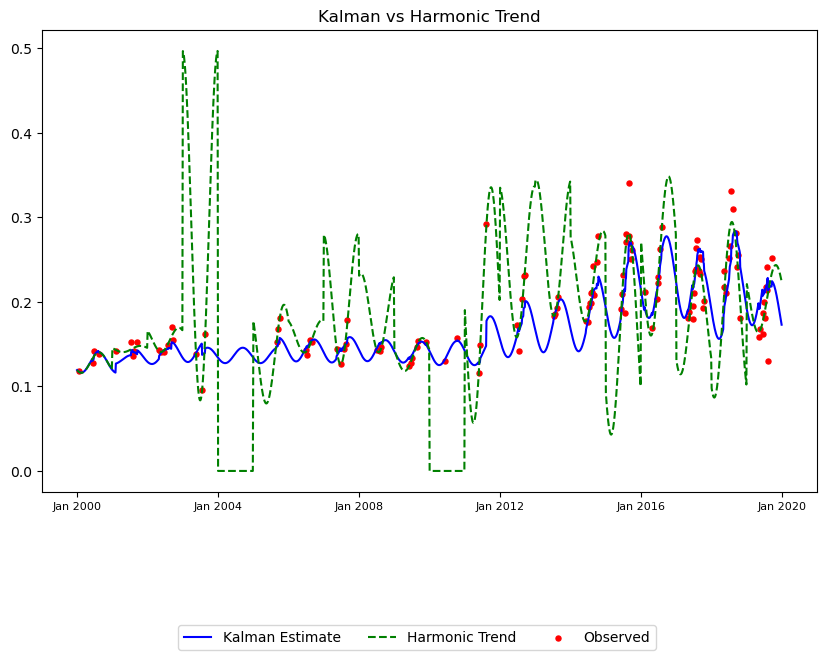 Kalman vs Harmonic Trend
0.5
0.4
0.3
0.2
0.1
0.0
Jan 2000 Jan 2004 Jan 2008 Jan 2012 Jan 2016 Jan 2020
Kalman Estimate Harmonic Trend Observed